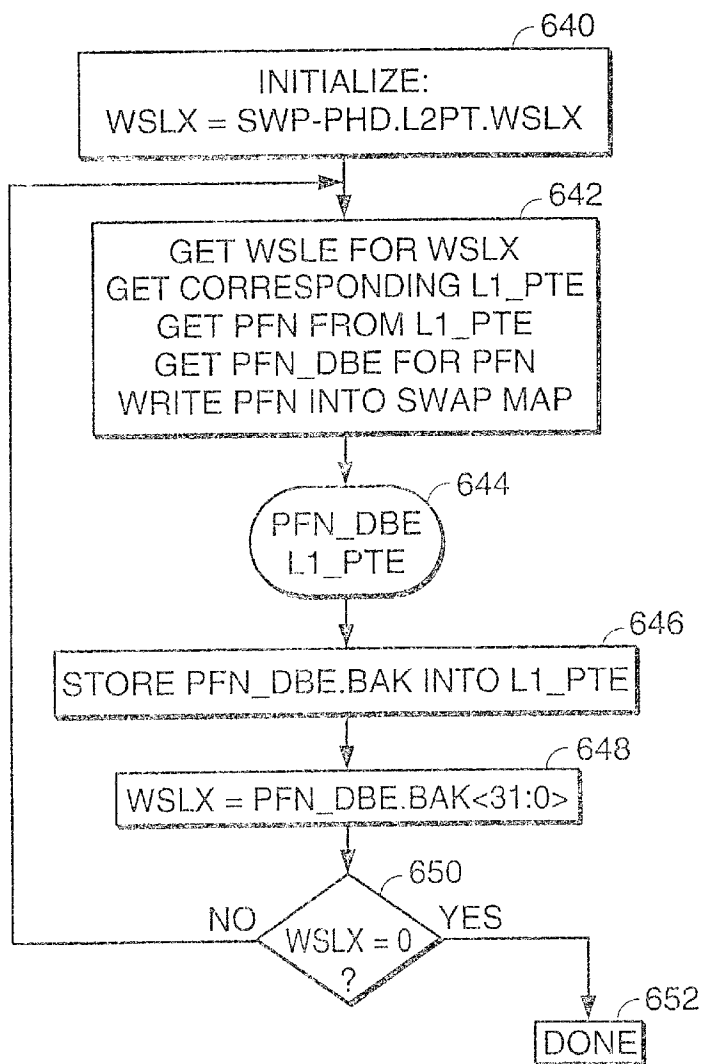 640
INITIALIZE:
WSLX = SWP-PHD.L2PT.WSLX
642
GET WSLE FOR WSLX
GET CORRESPONDING L1_PTE
GET PFN FROM L1_PTE
GET PFN_DBE FOR PFN
WRITE PFN INTO SWAP MAP
644
PFN_DBE
L1_PTE
646
STORE PFN_DBE.BAK INTO L1_PTE
648
WSLX = PFN_DBE.BAK<31:0>
650
NO
YES
WSLX = 0
?
652
DONE